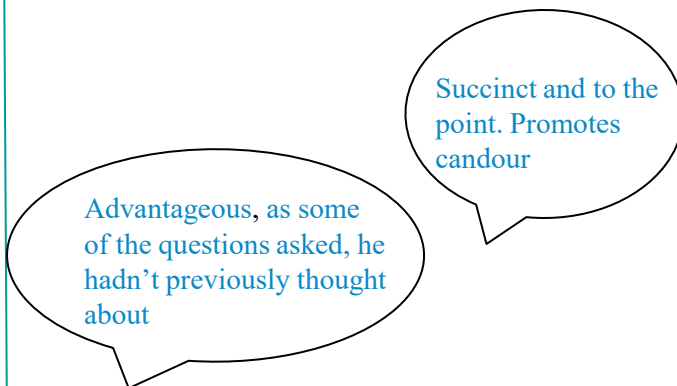 Succinct and to the
point. Promotes
candour
Advantageous, as some
of the questions asked, he
hadn’t previously thought
about